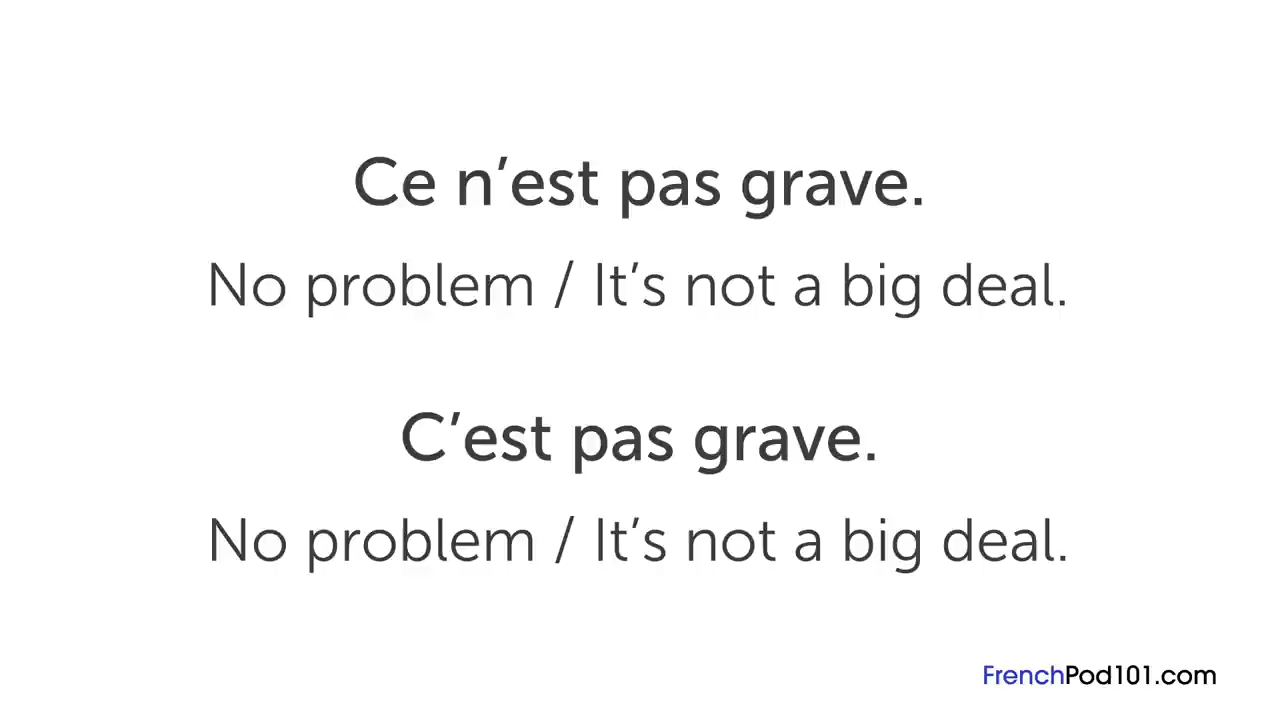 Ce n’est pas grave.
No problem / It’s not a big deal.
C’est pas grave.
No problem / It’s not a big deal.
FrenchPod101.com